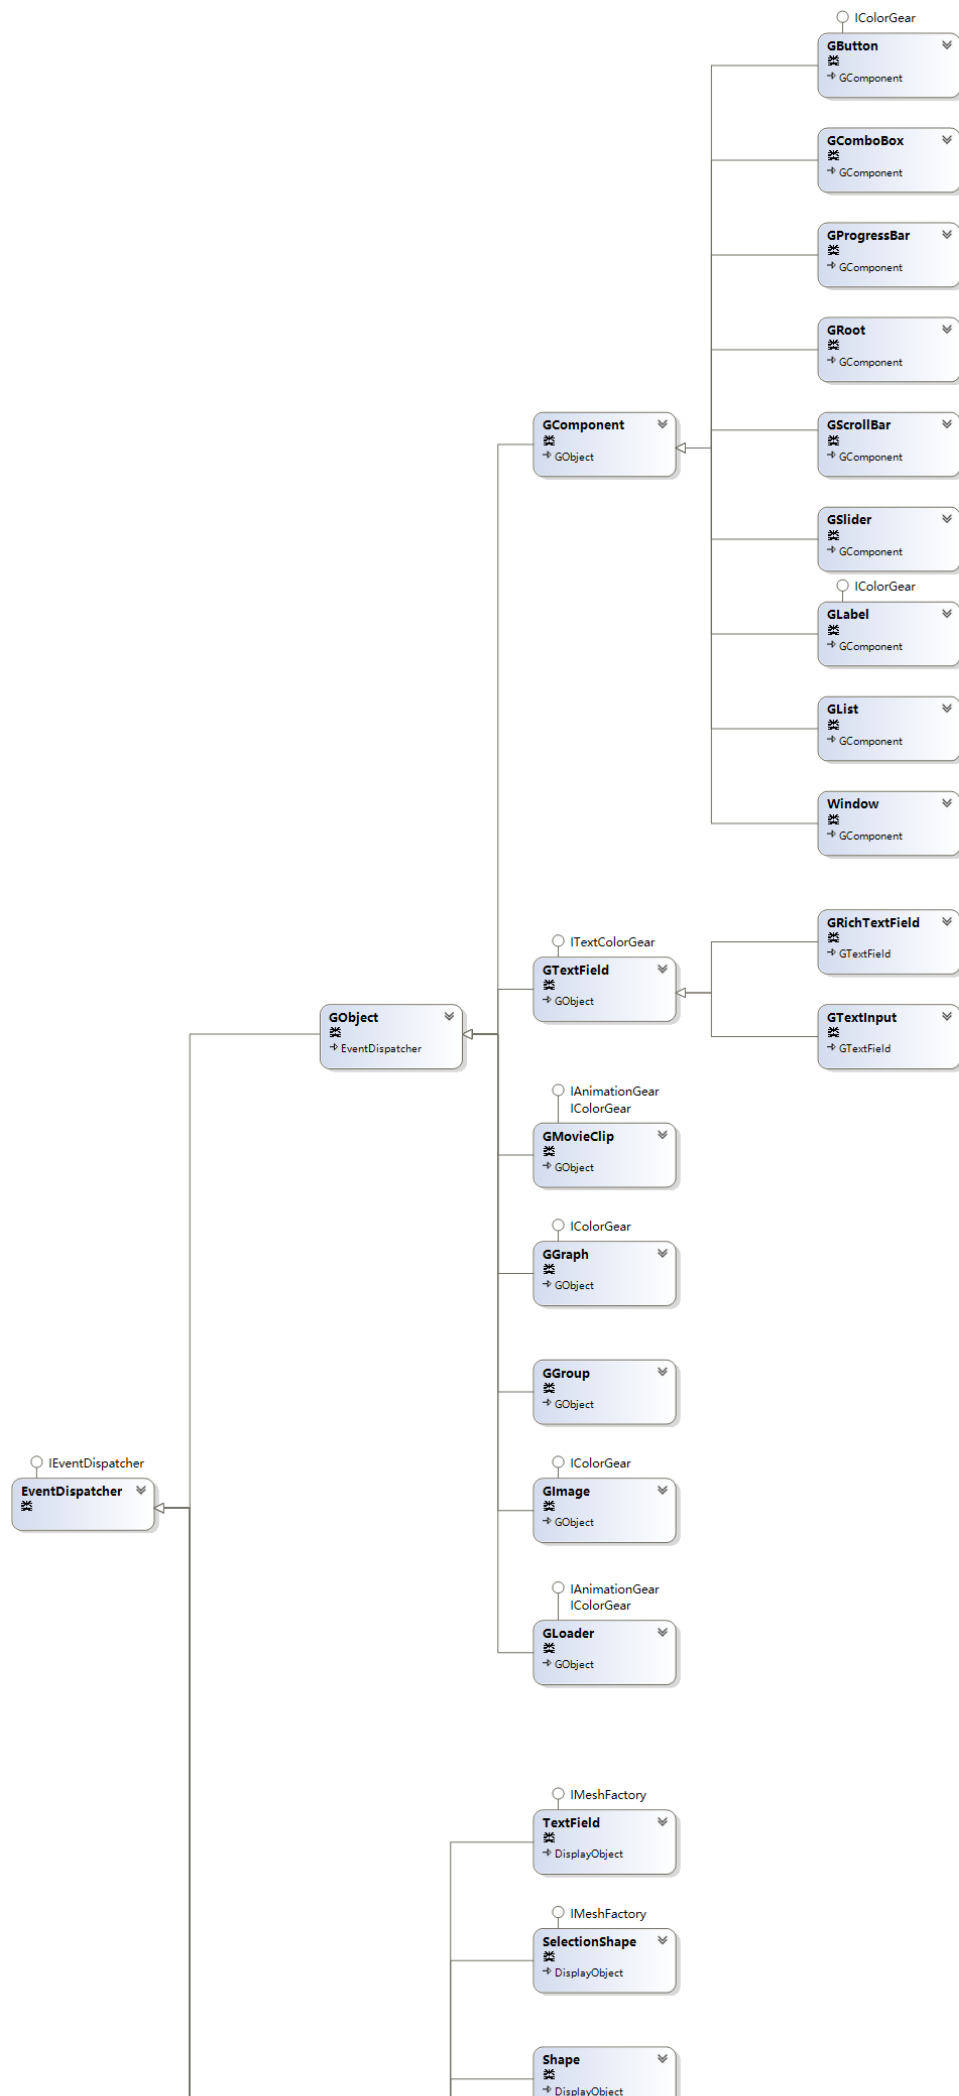 IColorGear
GButton
GComponent
GComboBox
GComponent
GProgressBar
GComponent
GRoot
GComponent
GComponent
GObject
GScrollBar
GComponent
GSlider
GComponent
IColorGear
GLabel
GComponent
GList
GComponent
Window
GComponent
GRichTextField
GTextField
ITextColorGear
GTextField
GObject
GObject
EventDispatcher
GTextInput
GTextField
IAnimationGear
IColorGear
GMovieClip
GObject
IColorGear
GGraph
GObject
GGroup
GObject
IEventDispatcher
EventDispatcher
IColorGear
GImage
GObject
IAnimationGear
IColorGear
GLoader
GObject
IMeshFactory
TextField
DisplayObject
IMeshFactory
SelectionShape
DisplayObject
Shape
DisplayObject